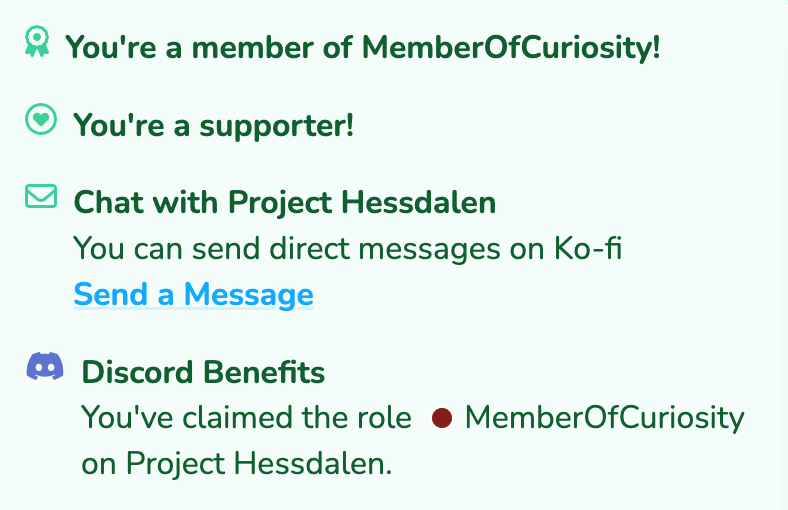 You're a member of MemberOfCuriosity!
You're a supporter!
Chat with Project Hessdalen
You can send direct messages on Ko-fi
Send a Message
Discord Benefits
You've claimed the role MemberOfCuriosity
on Project Hessdalen.